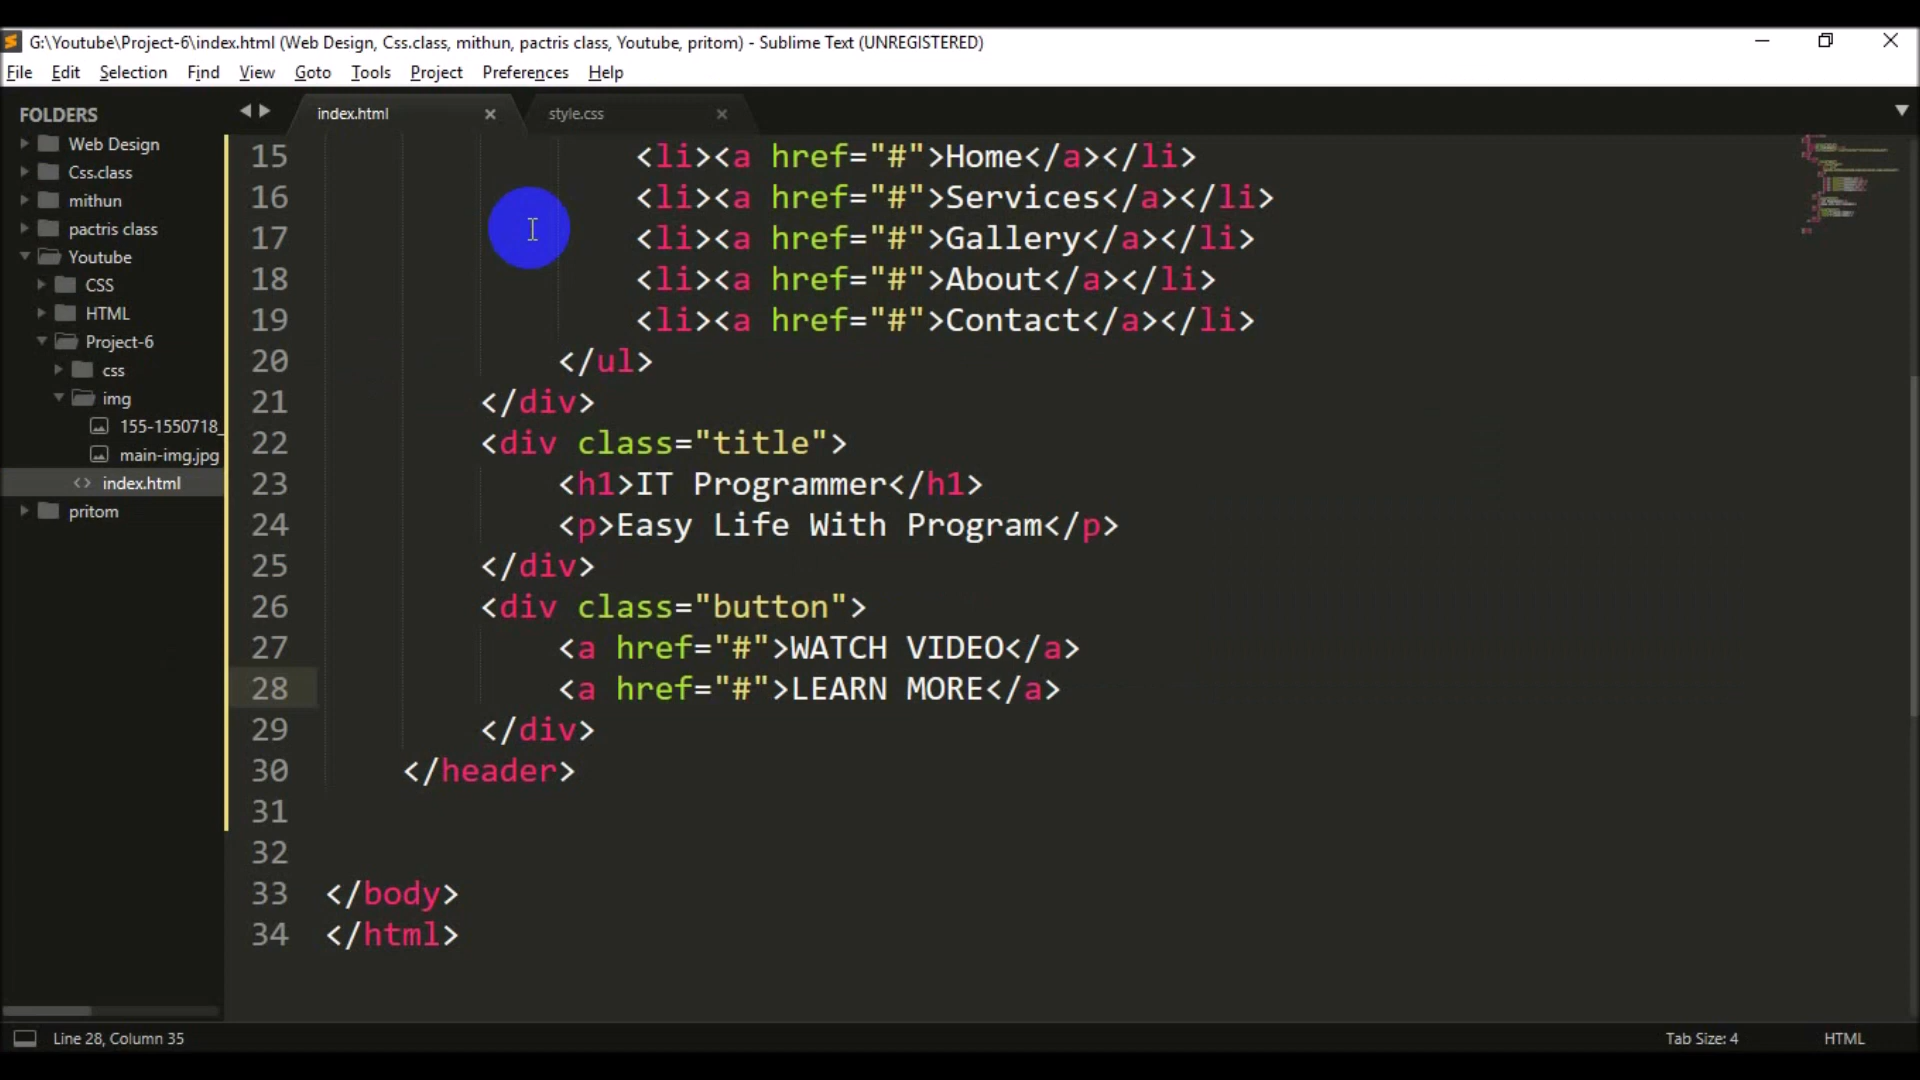 G:\Youtube\Project-6\index.html (Web Design, Css.class, mithun, pactris class, Youtube, pritom) - Sublime Text (UNREGISTERED)
File Edit Selection Find View Goto Tools Project Preferences Help
FOLDERS
Web Design
Css.class
mithun
pactris class
Youtube
CSS
HTML
Project-6
css
img
155-1550718_
main-img.jpg
<> index.html
pritom
index.html × style.css ×
15 <li><a href="#">Home</a></li>
16 <li><a href="#">Services</a></li>
17 <li><a href="#">Gallery</a></li>
18 <li><a href="#">About</a></li>
19 <li><a href="#">Contact</a></li>
20 </ul>
21 </div>
22 <div class="title">
23 <h1>IT Programmer</h1>
24 <p>Easy Life With Program</p>
25 </div>
26 <div class="button">
27 <a href="#">WATCH VIDEO</a>
28 <a href="#">LEARN MORE</a>
29 </div>
30 </header>
31
32
33 </body>
34 </html>
Line 28, Column 35 Tab Size: 4 HTML